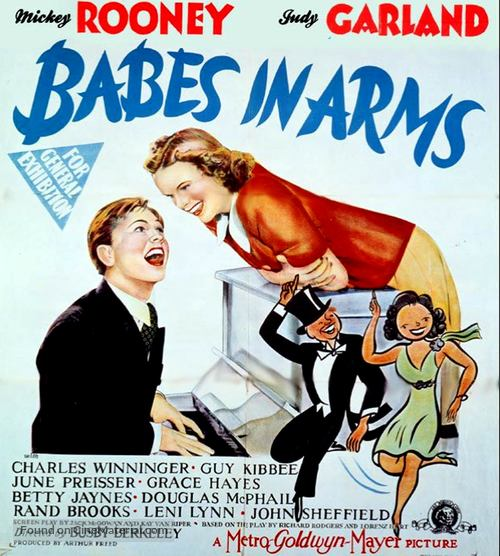 Mickey ROONEY Judy GARLAND
BABES IN ARMS
FOR
GENERAL
EXHIBITION
CHARLES WINNINGER · GUY KIBBEE
JUNE PREISSER · GRACE HAYES
BETTY JAYNES · DOUGLAS McPHAIL
RAND BROOKS · LENI LYNN · JOHN SHEFFIELD
SCREEN PLAY BY JACK McGOWAN AND KAY VAN RIPER · BASED ON THE PLAY BY RICHARD RODGERS AND LORENZ HART
BUSBY BERKELEY
Found on CineMaterial.com
PRODUCED BY ARTHUR FREED
A Metro-Goldwyn-Mayer PICTURE